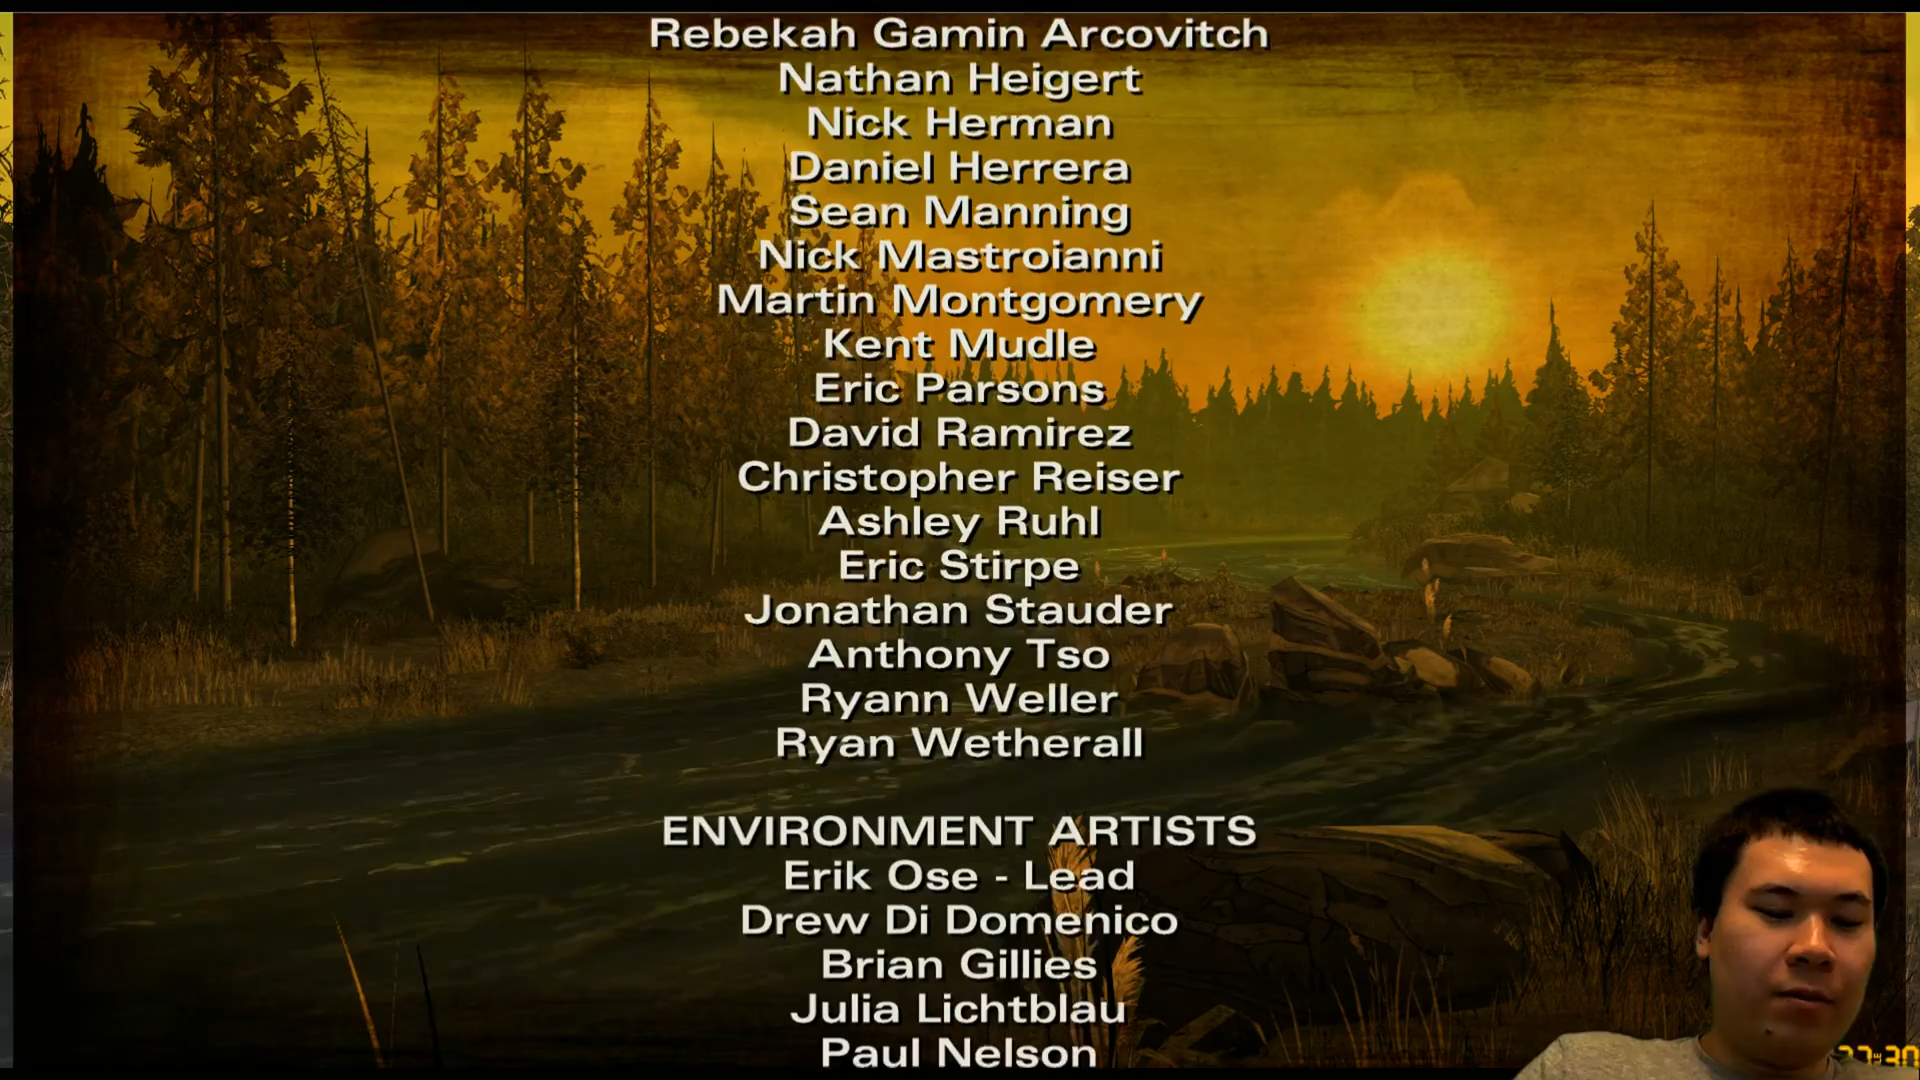 Rebekah Gamin Arcovitch
Nathan Heigert
Nick Herman
Daniel Herrera
Sean Manning
Nick Mastroianni
Martin Montgomery
Kent Mudle
Eric Parsons
David Ramirez
Christopher Reiser
Ashley Ruhl
Eric Stirpe
Jonathan Stauder
Anthony Tso
Ryann Weller
Ryan Wetherall
ENVIRONMENT ARTISTS
Erik Ose - Lead
Drew Di Domenico
Brian Gillies
Julia Lichtblau
Paul Nelson